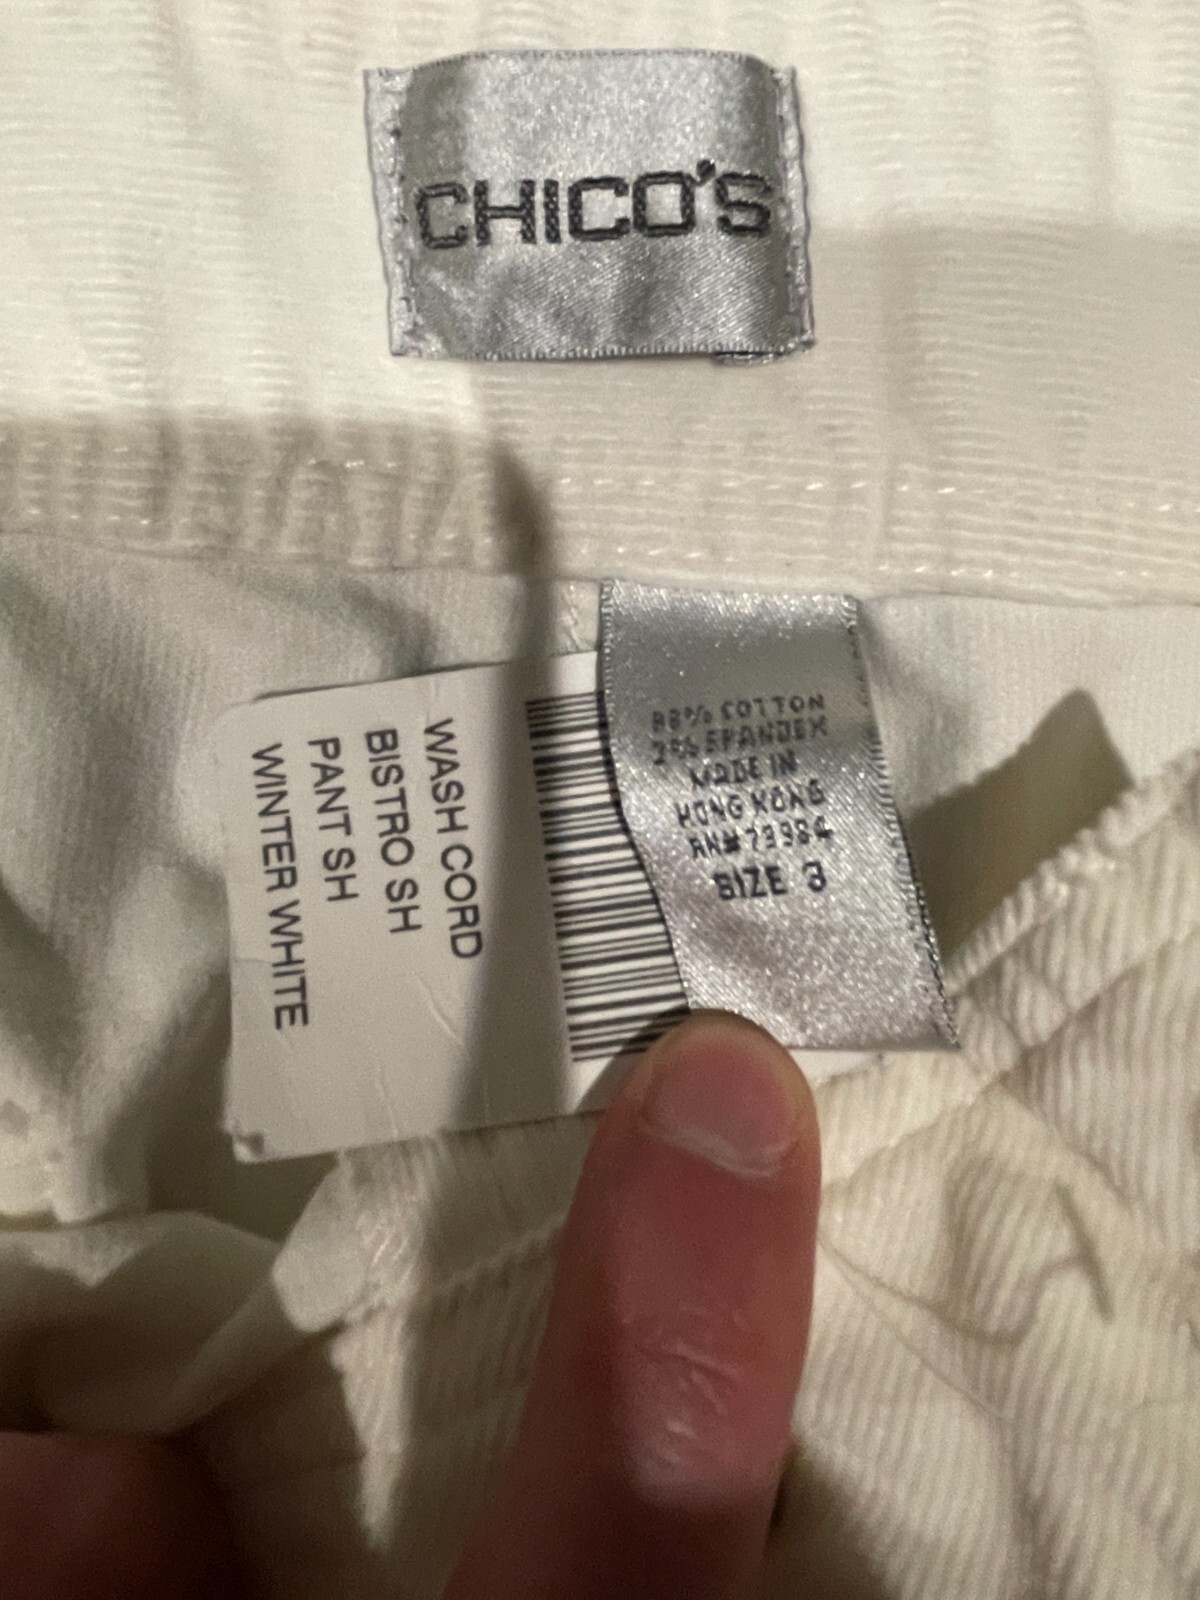 CHICO'S
WASH CORD
BISTRO SH
PANT SH
WINTER WHITE
98% COTTON
2% SPANDEX
MADE IN
HONG KONG
RN# 79984
SIZE 3